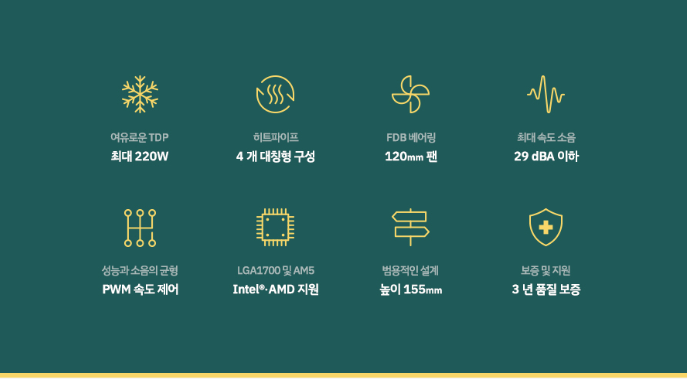 여유로운 TDP
최대 220W
히트파이프
4 개 대칭형 구성
FDB 베어링
120mm 팬
최대 속도 소음
29 dBA 이하
성능과 소음의 균형
PWM 속도 제어
LGA1700 및 AM5
Intel®·AMD 지원
범용적인 설계
높이 155mm
보증 및 지원
3 년 품질 보증